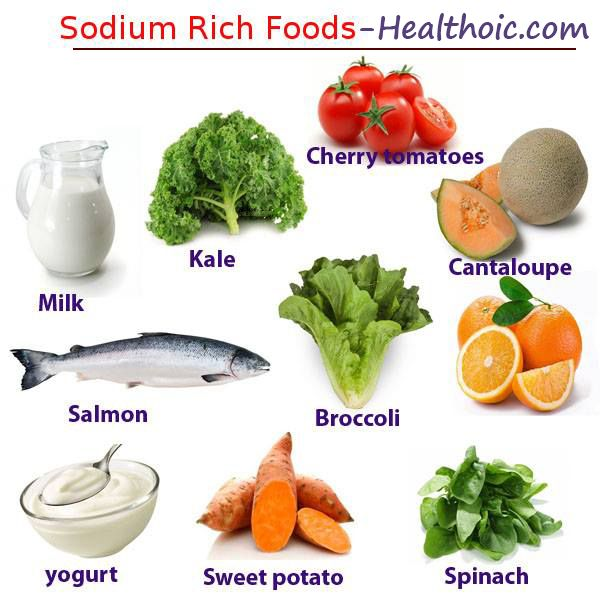 Sodium Rich Foods-Healthoic.com
Cherry tomatoes
Kale
Cantaloupe
Milk
Salmon
Broccoli
yogurt
Sweet potato
Spinach